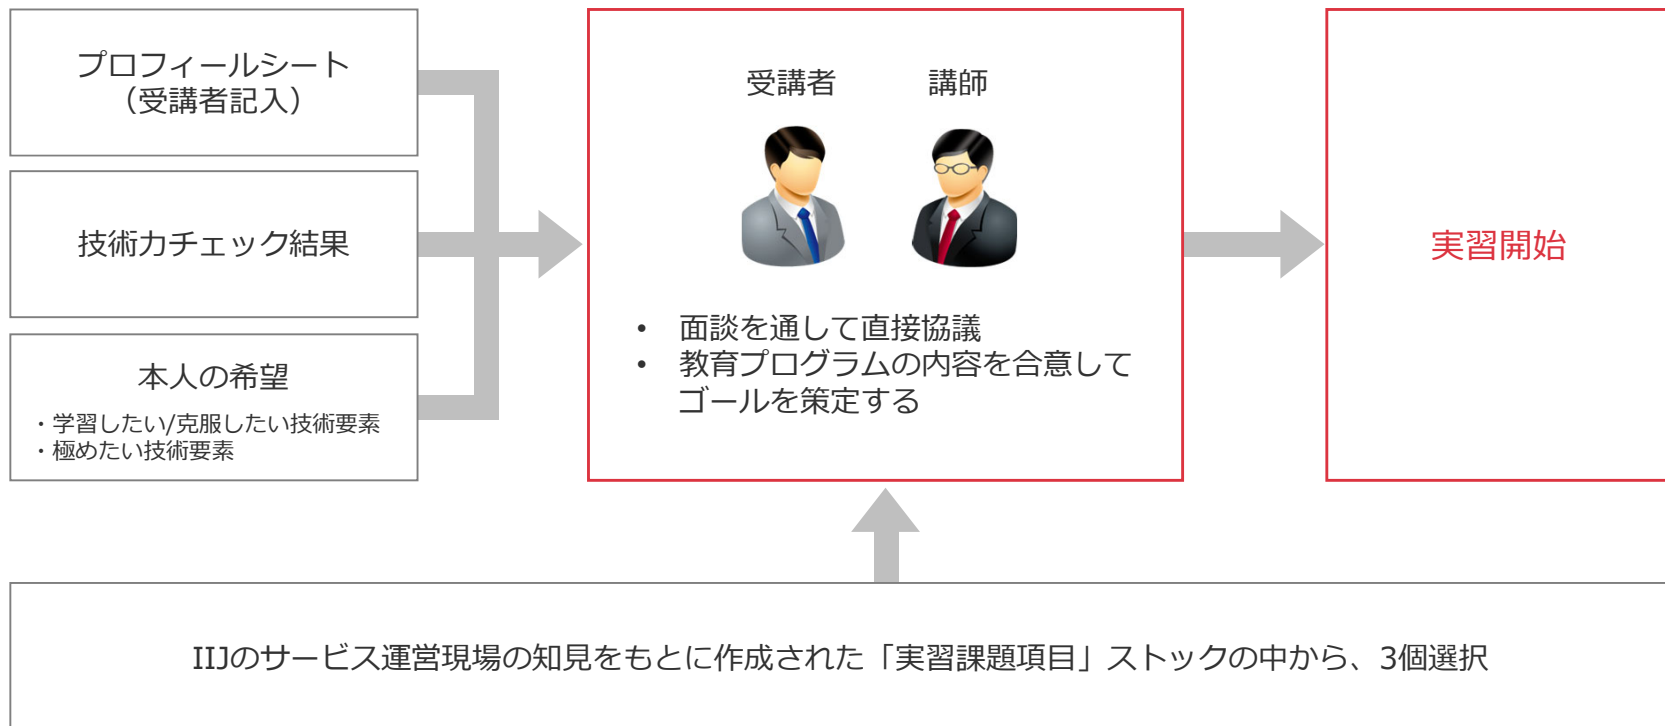 プロフィールシート
（受講者記入）
技術力チェック結果
本人の希望
・学習したい/克服したい技術要素
・極めたい技術要素
受講者
講師
• 面談を通して直接協議
• 教育プログラムの内容を合意して
ゴールを策定する
実習開始
IIJのサービス運営現場の知見をもとに作成された「実習課題項目」ストックの中から、3個選択